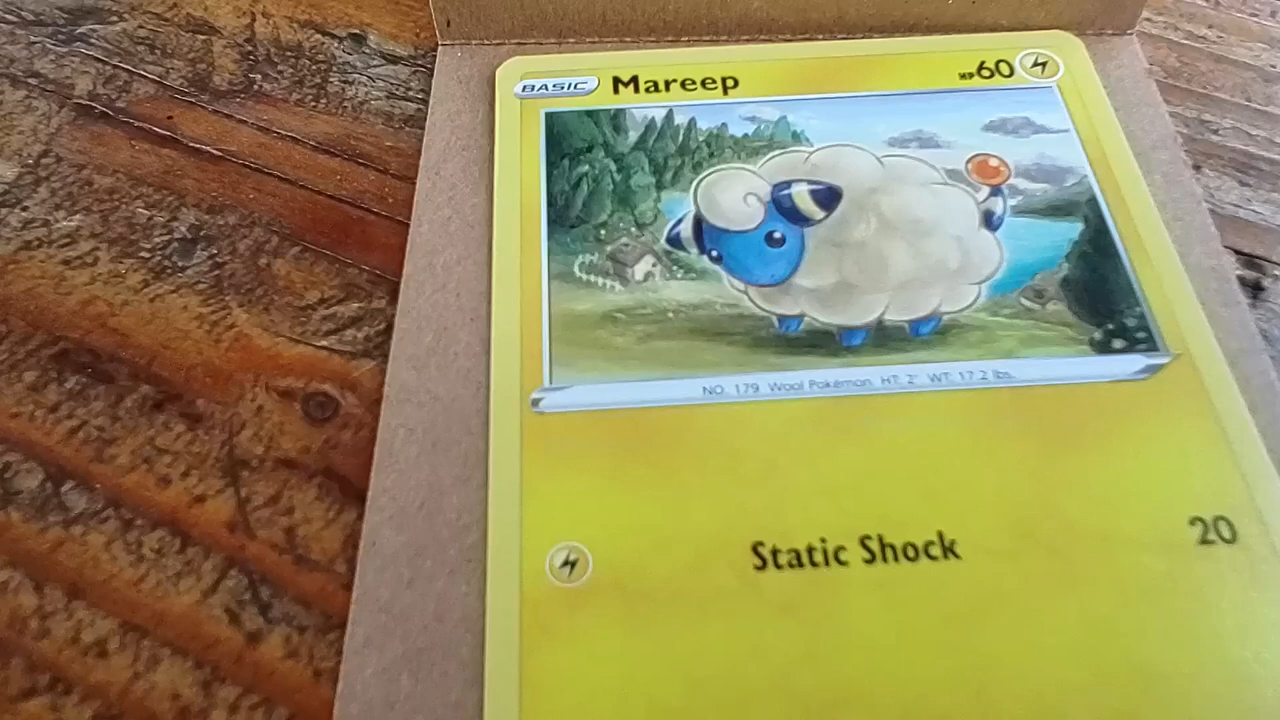 BASIC Mareep HP60
NO. 179 Wool Pokémon HT: 2' WT: 17.2 lbs.
Static Shock 20